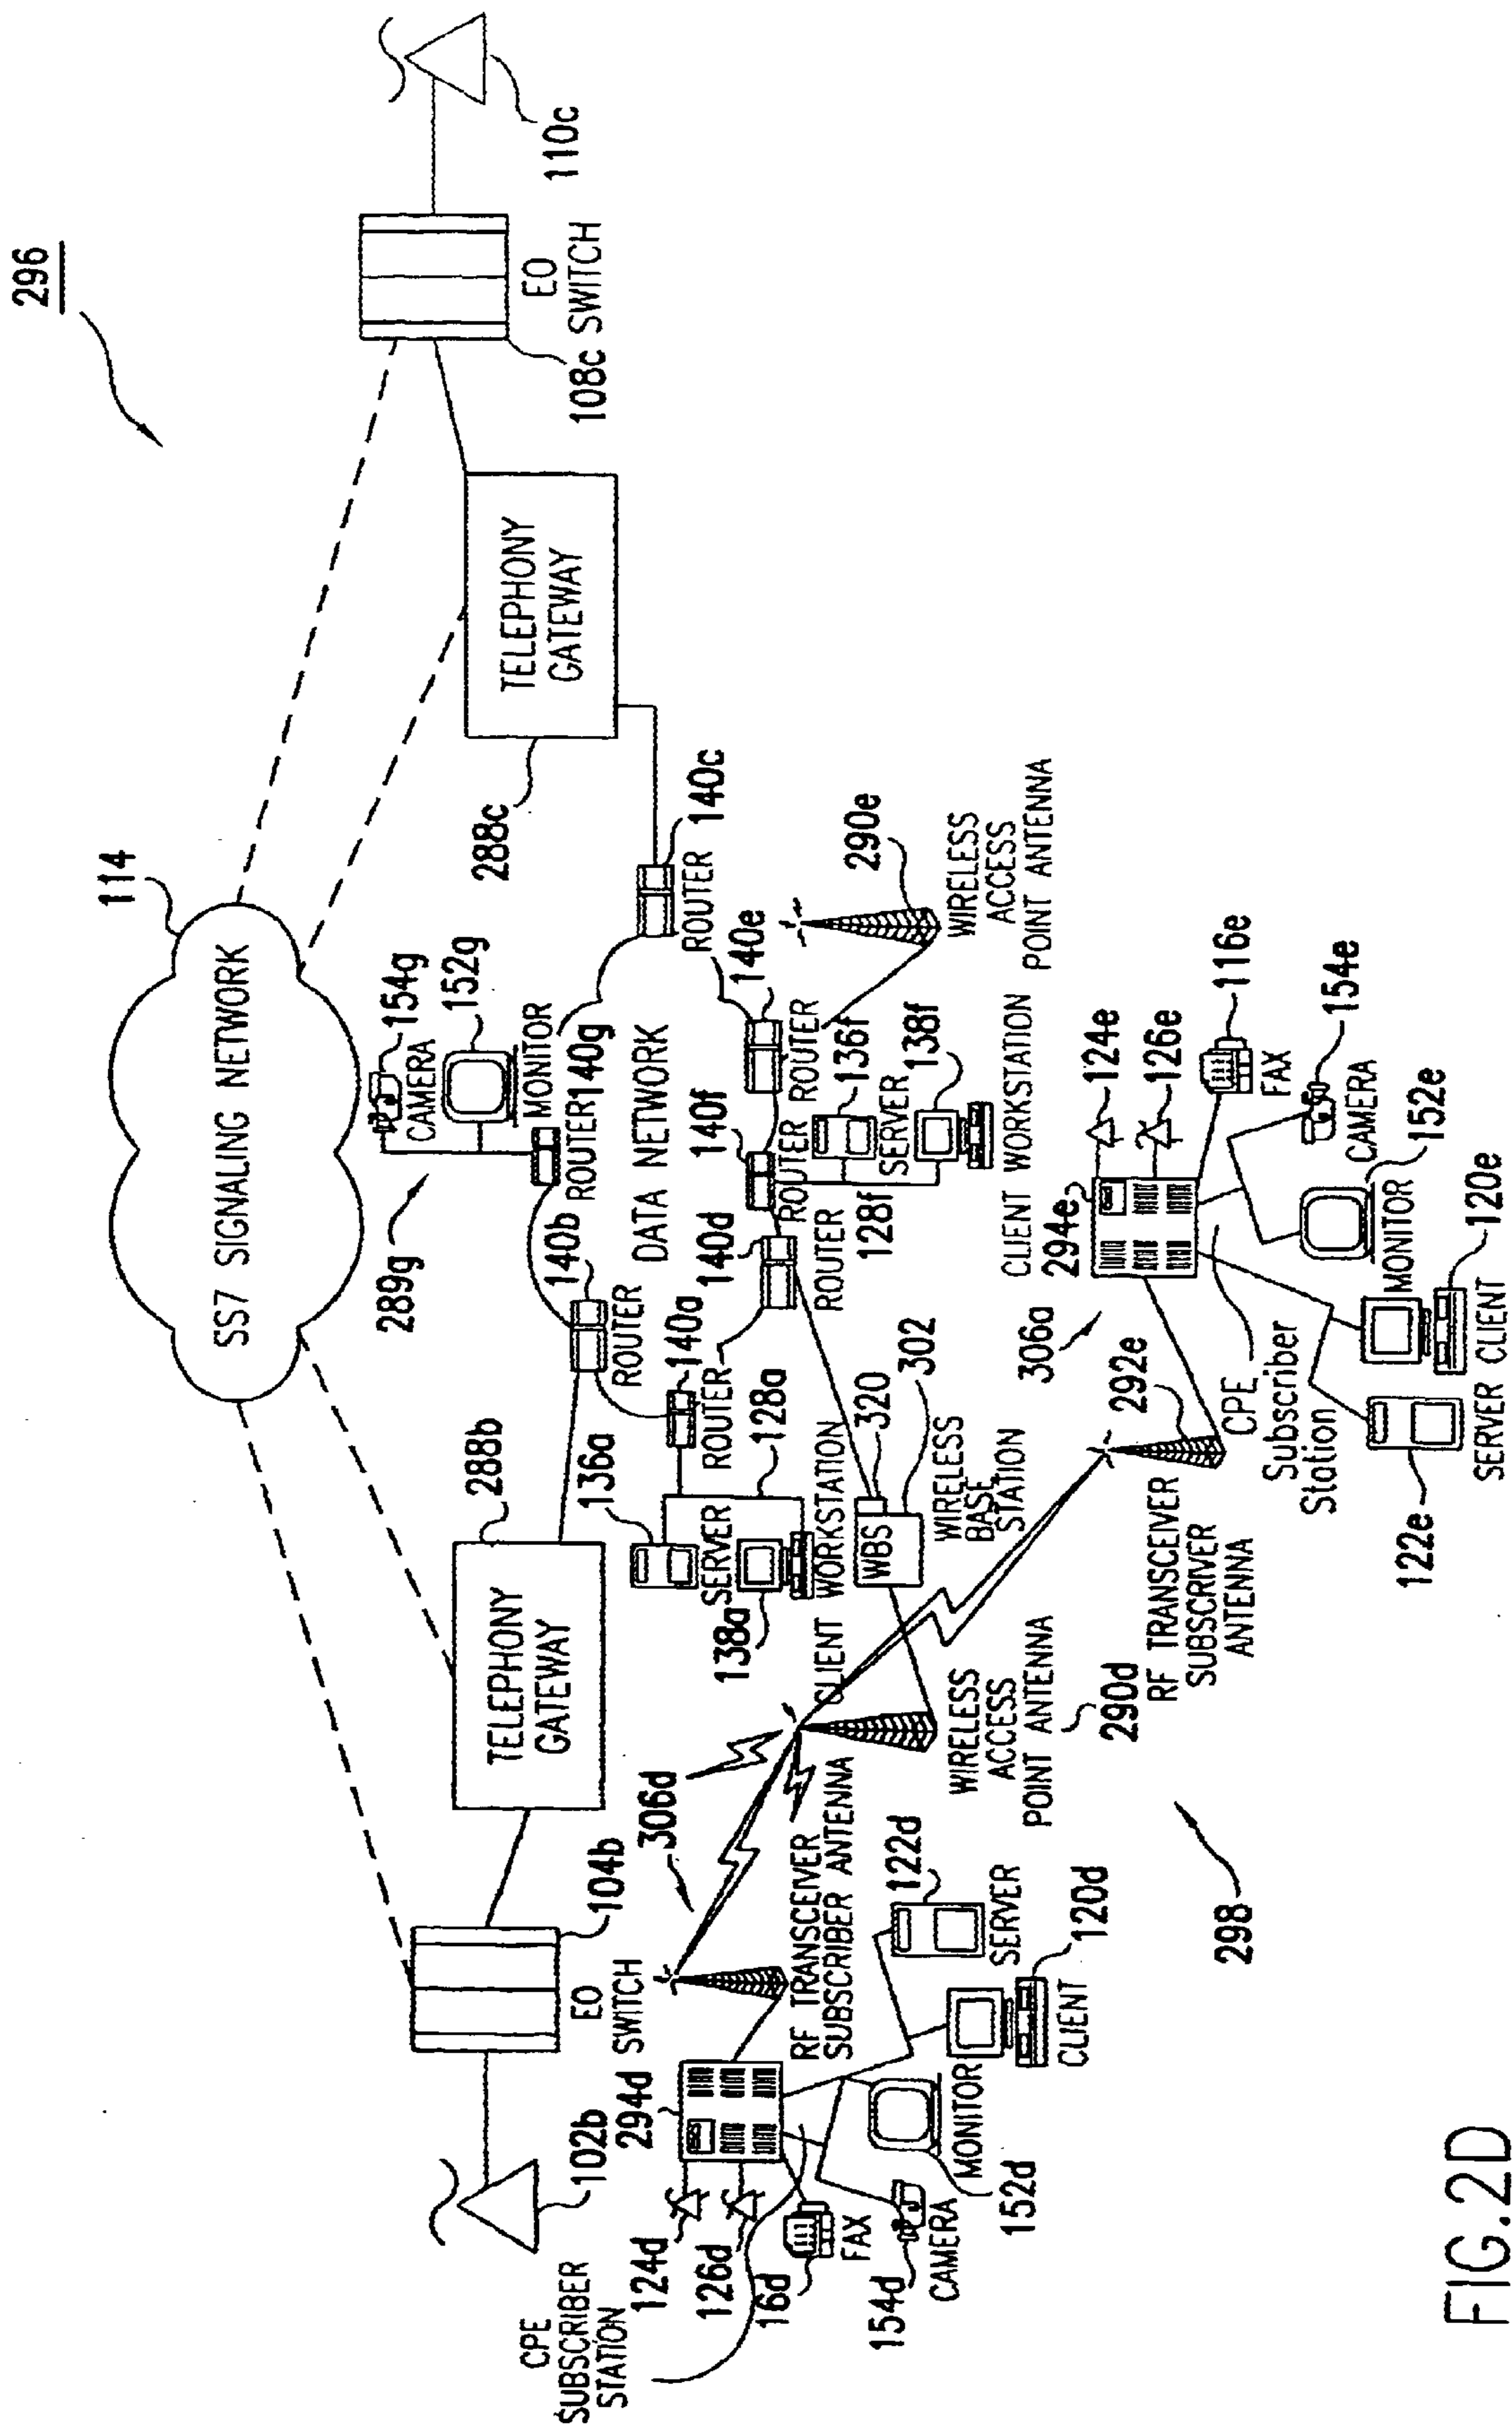 296
114
SS7 SIGNALING NETWORK
110c
EO
SWITCH
108c
TELEPHONY
GATEWAY
288c
154g
CAMERA
152g
MONITOR
289g
ROUTER
140g
140c
ROUTER
DATA NETWORK
140b
ROUTER
TELEPHONY
GATEWAY
288b
104b
EO
SWITCH
102b
140a
ROUTER
136a
128a
SERVER
138a
CLIENT WORKSTATION
140d
ROUTER
140f
ROUTER
140e
ROUTER
136f
SERVER
138f
128f
CLIENT WORKSTATION
290e
WIRELESS
ACCESS
POINT ANTENNA
320
302
WBS
WIRELESS
BASE
STATION
306d
WIRELESS
ACCESS
POINT ANTENNA
290d
RF TRANSCEIVER
SUBSCRIBER ANTENNA
294d
124d
126d
CPE
SUBSCRIBER
STATION
16d
FAX
154d
CAMERA
MONITOR
152d
122d
SERVER
120d
CLIENT
298
306a
292e
RF TRANSCEIVER
SUBSCRIVER
ANTENNA
294e
124e
126e
116e
FAX
154e
CAMERA
152e
MONITOR
CPE
Subscriber
Station
120e
CLIENT
SERVER
122e
FIG.2D